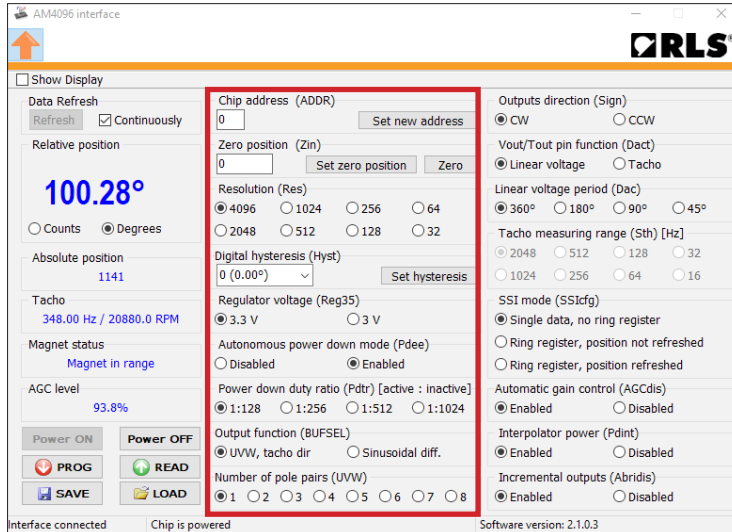 AM4096 interface
RLS®
Show Display
Data Refresh
Refresh Continuously
Relative position
100.28°
Counts Degrees
Absolute position
1141
Tacho
348.00 Hz / 20880.0 RPM
Magnet status
Magnet in range
AGC level
93.8%
Power ON Power OFF
PROG READ
SAVE LOAD
Chip address (ADDR)
0 Set new address
Zero position (Zin)
0 Set zero position Zero
Resolution (Res)
4096 1024 256 64
2048 512 128 32
Digital hysteresis (Hyst)
0 (0.00°) Set hysteresis
Regulator voltage (Reg35)
3.3 V 3 V
Autonomous power down mode (Pdee)
Disabled Enabled
Power down duty ratio (Pdtr) [active : inactive]
1:128 1:256 1:512 1:1024
Output function (BUFSEL)
UVW, tacho dir Sinusoidal diff.
Number of pole pairs (UVW)
1 2 3 4 5 6 7 8
Outputs direction (Sign)
CW CCW
Vout/Tout pin function (Dact)
Linear voltage Tacho
Linear voltage period (Dac)
360º 180º 90º 45º
Tacho measuring range (Sth) [Hz]
2048 512 128 32
1024 256 64 16
SSI mode (SSIcfg)
Single data, no ring register
Ring register, position not refreshed
Ring register, position refreshed
Automatic gain control (AGCdis)
Enabled Disabled
Interpolator power (Pdint)
Enabled Disabled
Incremental outputs (Abridis)
Enabled Disabled
Interface connected Chip is powered Software version: 2.1.0.3